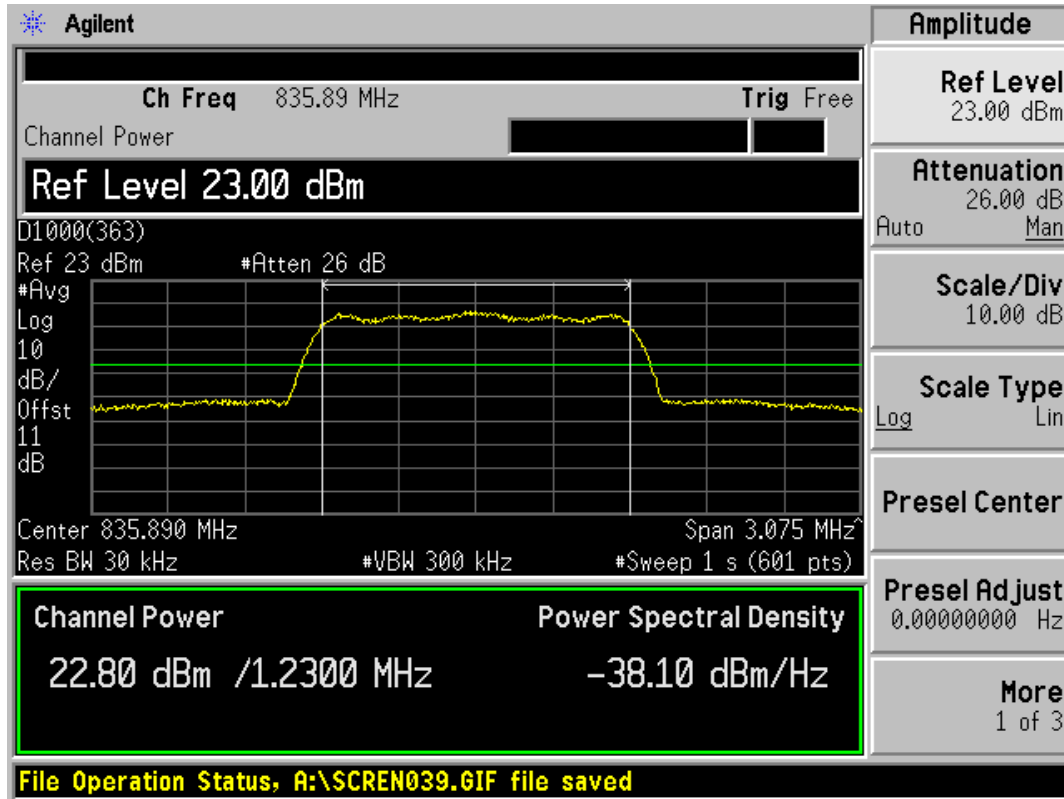 Agilent
Ch Freq 835.89 MHz Trig Free
Channel Power
Ref Level 23.00 dBm
D1000(363)
Ref 23 dBm #Atten 26 dB
#Avg
Log
10
dB/
Offst
11
dB
Center 835.890 MHz Span 3.075 MHz^
Res BW 30 kHz #VBW 300 kHz #Sweep 1 s (601 pts)
Channel Power Power Spectral Density
22.80 dBm /1.2300 MHz -38.10 dBm/Hz
File Operation Status, A:\SCREN039.GIF file saved
Amplitude
Ref Level
23.00 dBm
Attenuation
26.00 dB
Auto Man
Scale/Div
10.00 dB
Scale Type
Log Lin
Presel Center
Presel Adjust
0.00000000 Hz
More
1 of 3